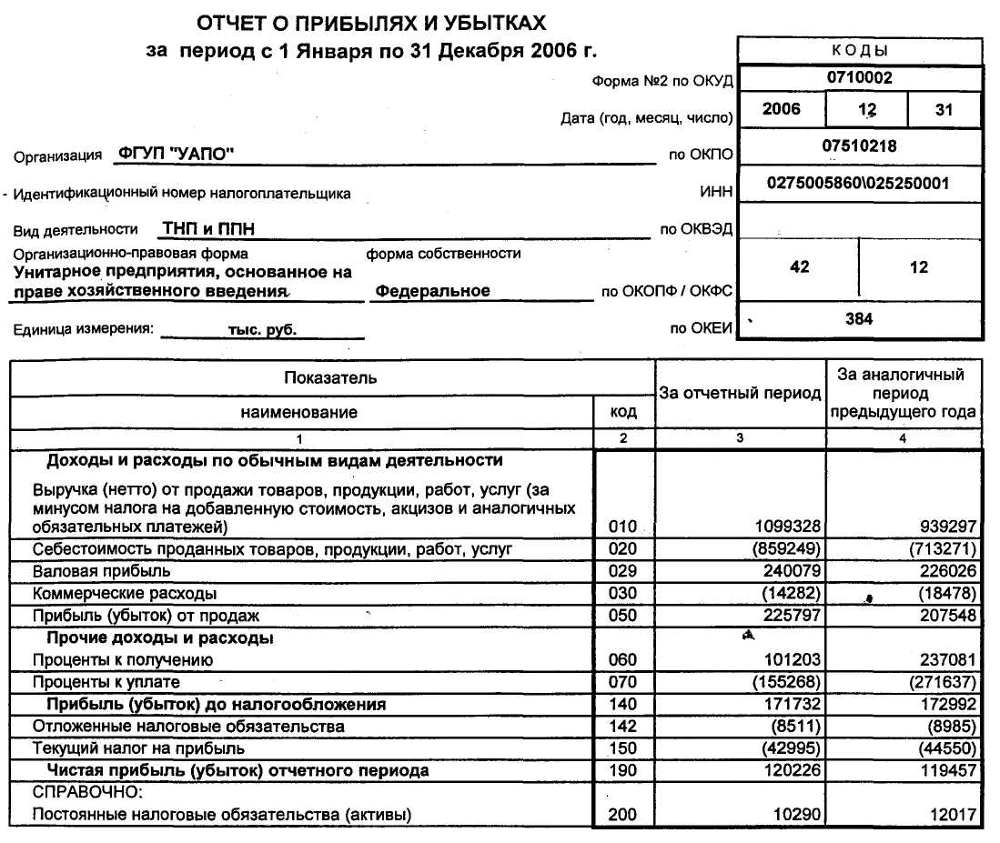 ОТЧЕТ О ПРИБЫЛЯХ И УБЫТКАХ
за период с 1 Января по 31 Декабря 2006 г.
КОДЫ
Форма №2 по ОКУД 0710002
Дата (год, месяц, число) 2006 12 31
Организация ФГУП "УАПО" по ОКПО 07510218
Идентификационный номер налогоплательщика ИНН 0275005860\025250001
Вид деятельности ТНП и ППН по ОКВЭД
Организационно-правовая форма форма собственности
Унитарное предприятия, основанное на
праве хозяйственного введения. Федеральное по ОКОПФ / ОКФС 42 12
Единица измерения: тыс. руб. по ОКЕИ 384
Показатель За отчетный период За аналогичный период предыдущего года
наименование код
1 2 3 4
Доходы и расходы по обычным видам деятельности
Выручка (нетто) от продажи товаров, продукции, работ, услуг (за
минусом налога на добавленную стоимость, акцизов и аналогичных
обязательных платежей) 010 1099328 939297
Себестоимость проданных товаров, продукции, работ, услуг 020 (859249) (713271)
Валовая прибыль 029 240079 226026
Коммерческие расходы 030 (14282) (18478)
Прибыль (убыток) от продаж 050 225797 207548
Прочие доходы и расходы
Проценты к получению 060 101203 237081
Проценты к уплате 070 (155268) (271637)
Прибыль (убыток) до налогообложения 140 171732 172992
Отложенные налоговые обязательства 142 (8511) (8985)
Текущий налог на прибыль 150 (42995) (44550)
Чистая прибыль (убыток) отчетного периода 190 120226 119457
СПРАВОЧНО:
Постоянные налоговые обязательства (активы) 200 10290 12017